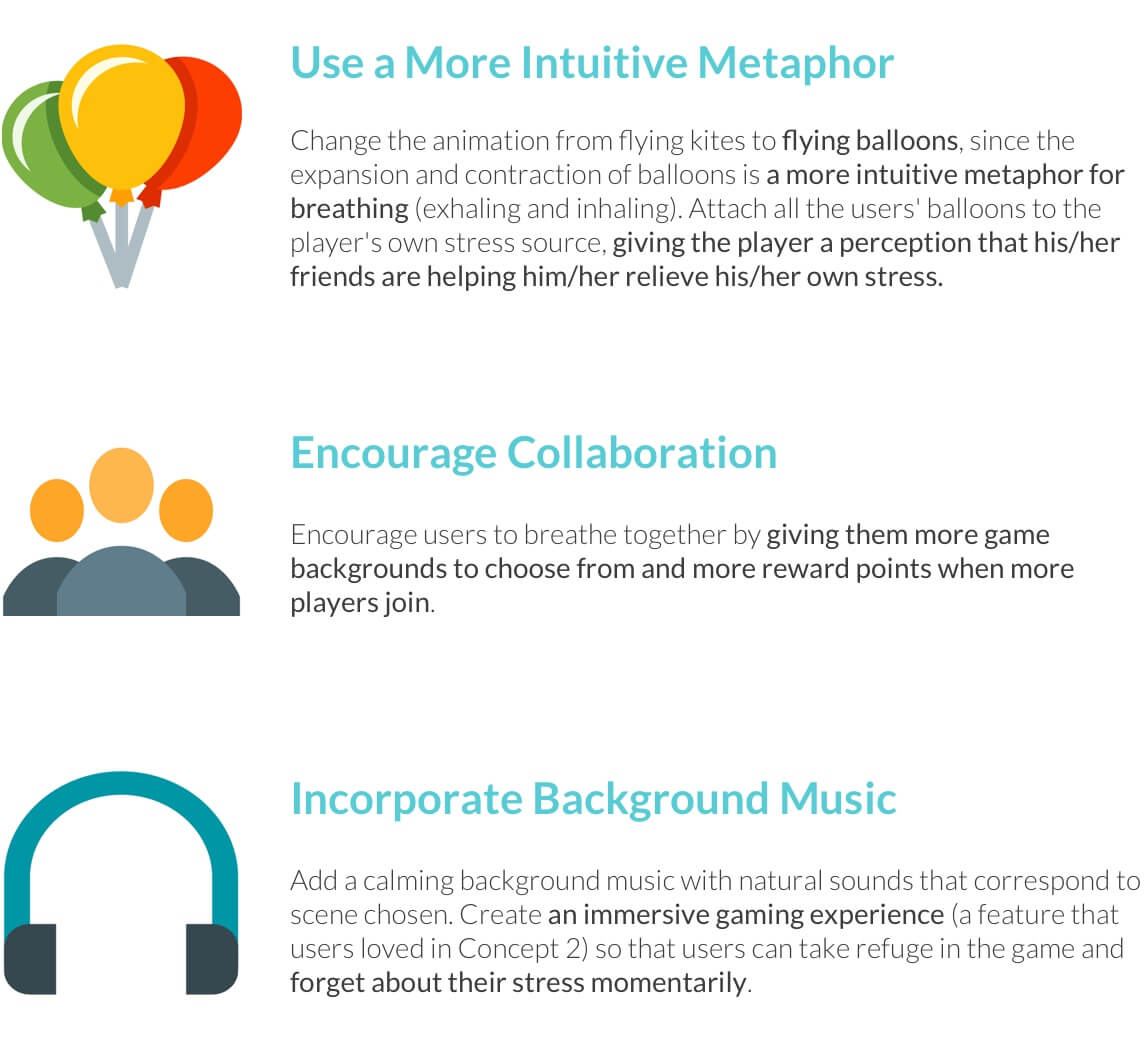 Use a More Intuitive Metaphor
Change the animation from flying kites to flying balloons, since the
expansion and contraction of balloons is a more intuitive metaphor for
breathing (exhaling and inhaling). Attach all the users' balloons to the
player's own stress source, giving the player a perception that his/her
friends are helping him/her relieve his/her own stress.
Encourage Collaboration
Encourage users to breathe together by giving them more game
backgrounds to choose from and more reward points when more
players join.
Incorporate Background Music
Add a calming background music with natural sounds that correspond to
scene chosen. Create an immersive gaming experience (a feature that
users loved in Concept 2) so that users can take refuge in the game and
forget about their stress momentarily.